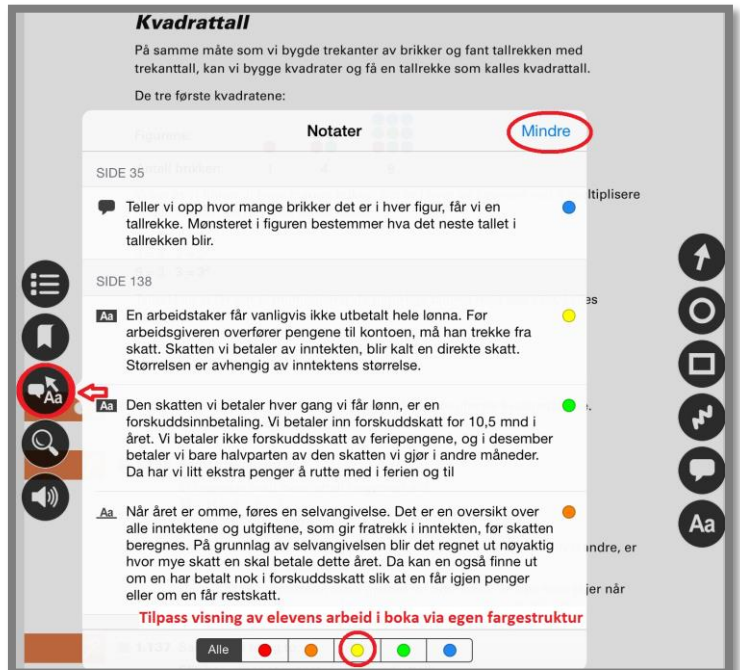 Kvadrattall
På samme måte som vi bygde trekanter av brikker og fant tallrekken med
trekanttall, kan vi bygge kvadrater og få en tallrekke som kalles kvadrattall.
De tre første kvadratene:
Notater
Mindre
SIDE 35
ltiplisere
Teller vi opp hvor mange brikker det er i hver figur, får vi en
tallrekke. Mønsteret i figuren bestemmer hva det neste tallet i
tallrekken blir.
SIDE 138
es
Aa En arbeidstaker får vanligvis ikke utbetalt hele lønna. Før
arbeidsgiveren overfører pengene til kontoen, må han trekke fra
skatt. Skatten vi betaler av inntekten, blir kalt en direkte skatt.
Størrelsen er avhengig av inntektens størrelse.
Aa
Aa Den skatten vi betaler hver gang vi får lønn, er en
forskuddsinnbetaling. Vi betaler inn forskuddskatt for 10,5 mnd i
året. Vi betaler ikke forskuddsskatt av feriepengene, og i desember
betaler vi bare halvparten av den skatten vi gjør i andre måneder.
Da har vi litt ekstra penger å rutte med i ferien og til
Aa Når året er omme, føres en selvangivelse. Det er en oversikt over
alle inntektene og utgiftene, som gir fratrekk i inntekten, før skatten
beregnes. På grunnlag av selvangivelsen blir det regnet ut nøyaktig
hvor mye skatt en skal betale dette året. Da kan en også finne ut
om en har betalt nok i forskuddsskatt slik at en får igjen penger
eller om en får restskatt.
Aa
andre, er
jer når
Tilpass visning av elevens arbeid i boka via egen fargestruktur
Alle